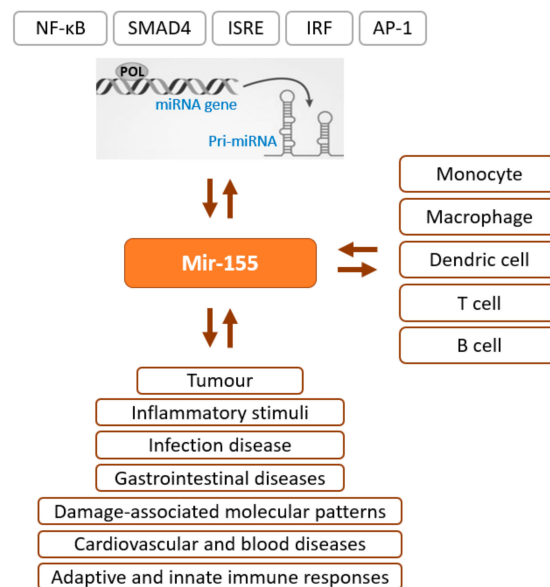 NF-κB
SMAD4
ISRE
IRF
AP-1
POL
miRNA gene
Pri-miRNA
Monocyte
Macrophage
Dendric cell
T cell
B cell
Mir-155
Tumour
Inflammatory stimuli
Infection disease
Gastrointestinal diseases
Damage-associated molecular patterns
Cardiovascular and blood diseases
Adaptive and innate immune responses